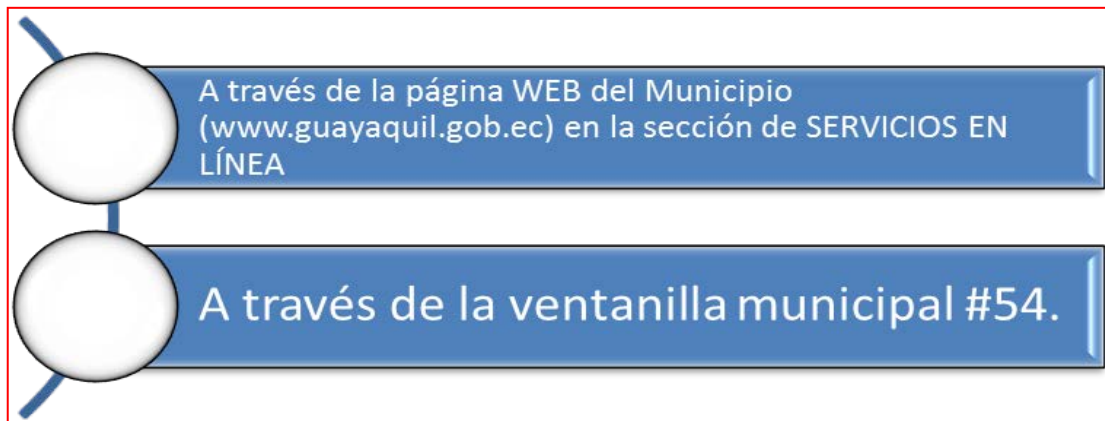 A través de la página WEB del Municipio
(www.guayaquil.gob.ec) en la sección de SERVICIOS EN
LÍNEA
A través de la ventanilla municipal #54.